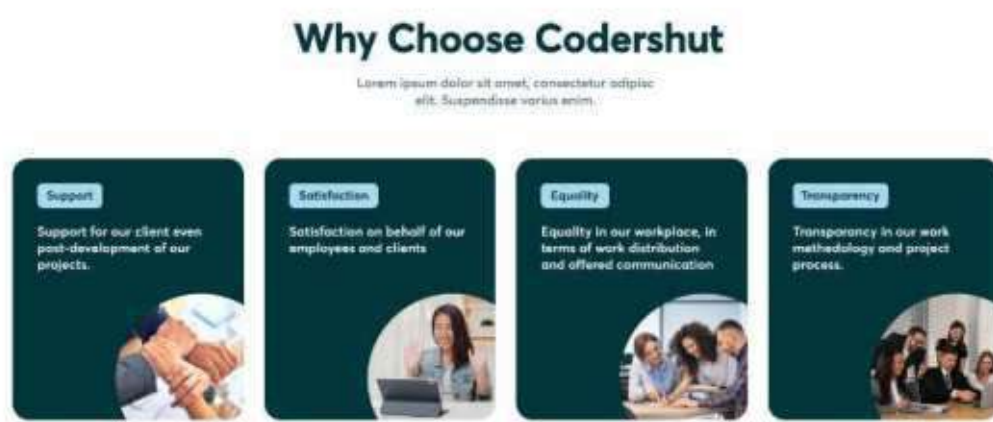 Why Choose Codershut
Lorem ipsum dolor sit amet, consectetur adipisc
elit. Suspendisse varius enim.
Support
Support for our client even
post-development of our
projects.
Satisfaction
Satisfaction on behalf of our
employees and clients
Equality
Equality in our workplace, in
terms of work distribution
and offered communication
Transparency
Transparency in our work
methodology and project
process.